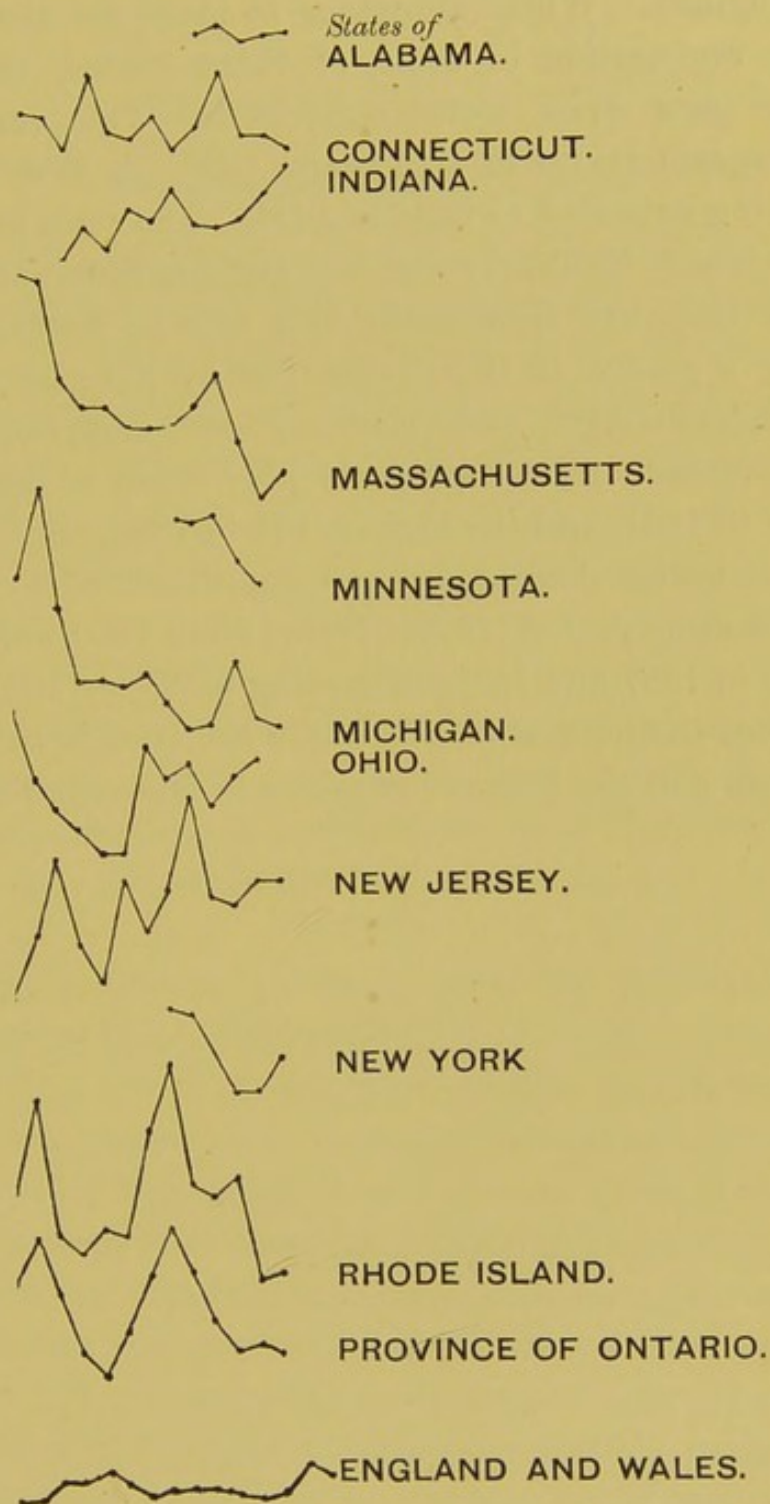 States of
ALABAMA.
CONNECTICUT.
INDIANA.
MASSACHUSETTS.
MINNESOTA.
MICHIGAN.
OHIO.
NEW JERSEY.
NEW YORK
RHODE ISLAND.
PROVINCE OF ONTARIO.
ENGLAND AND WALES.